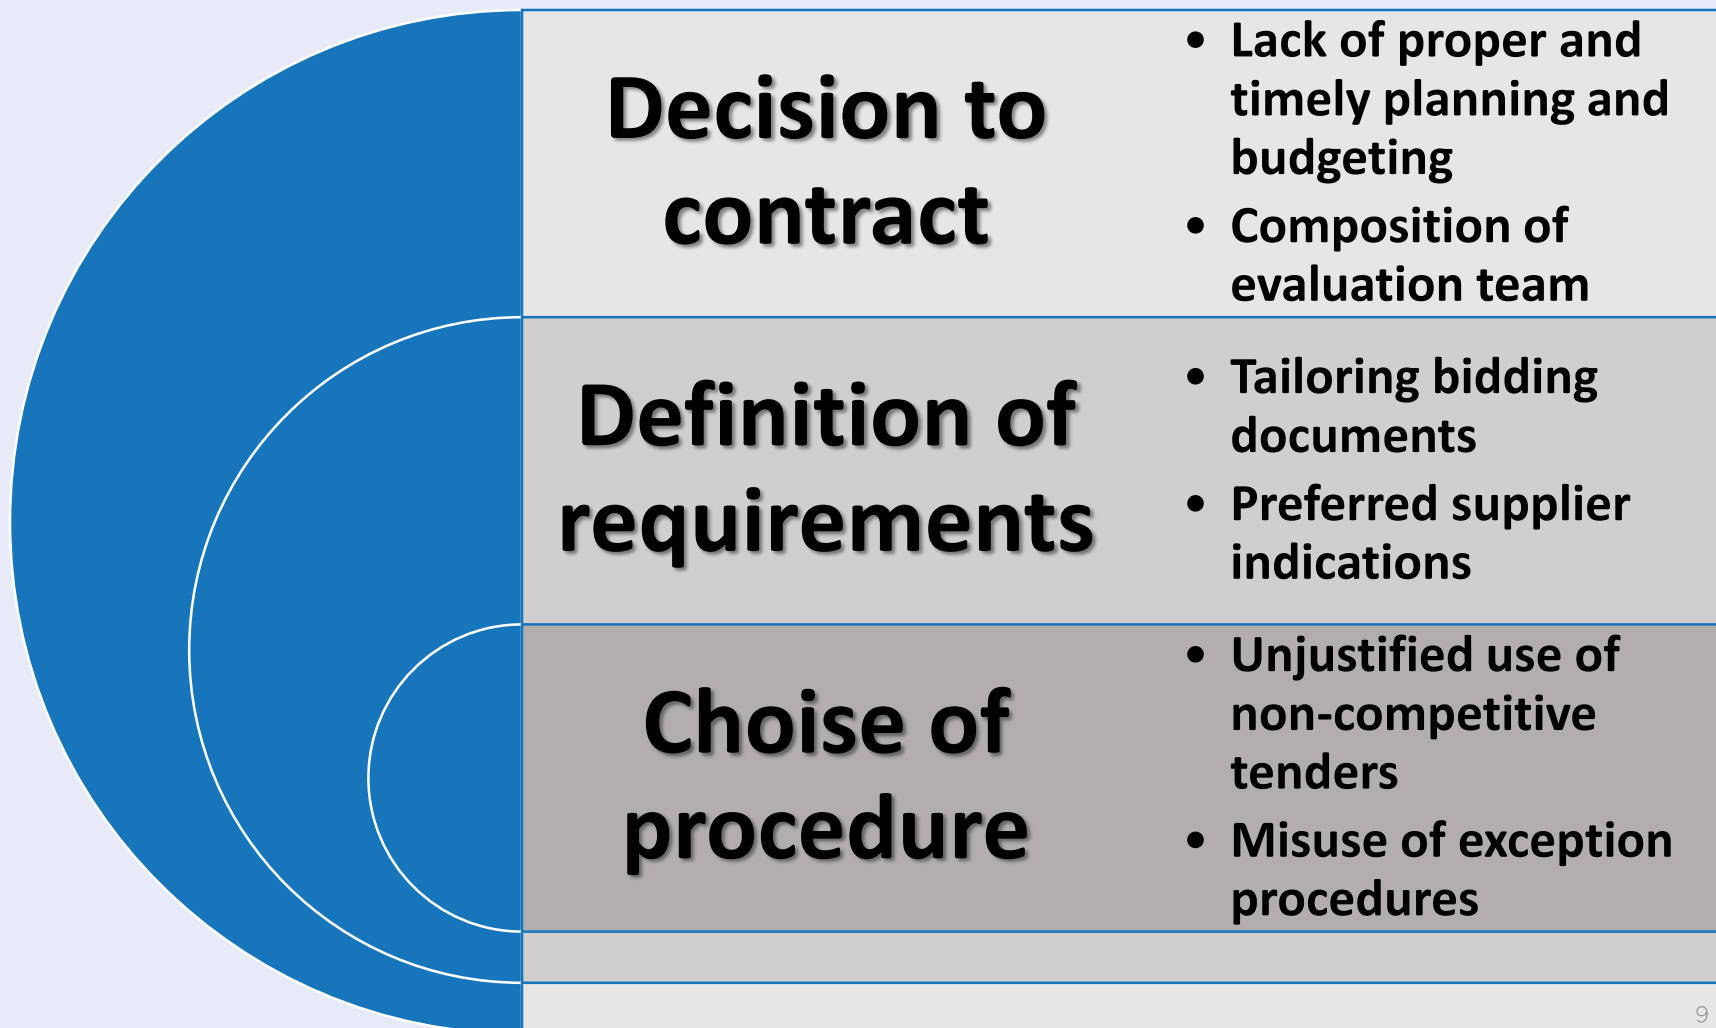 Decision to
contract
• Lack of proper and
timely planning and
budgeting
• Composition of
evaluation team
Definition of
requirements
• Tailoring bidding
documents
• Preferred supplier
indications
Choise of
procedure
• Unjustified use of
non-competitive
tenders
• Misuse of exception
procedures
9